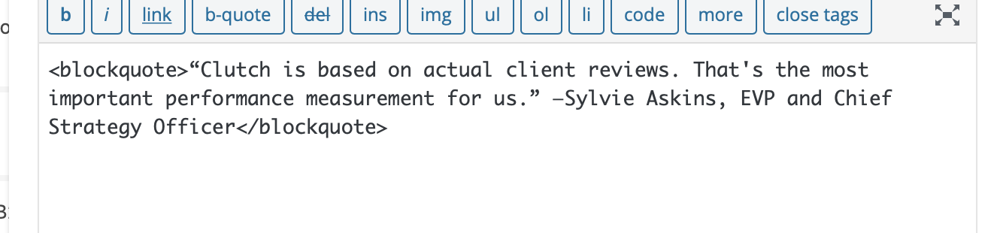 b i link b-quote del ins img ul ol li code more close tags
<blockquote>“Clutch is based on actual client reviews. That's the most
important performance measurement for us.” —Sylvie Askins, EVP and Chief
Strategy Officer</blockquote>